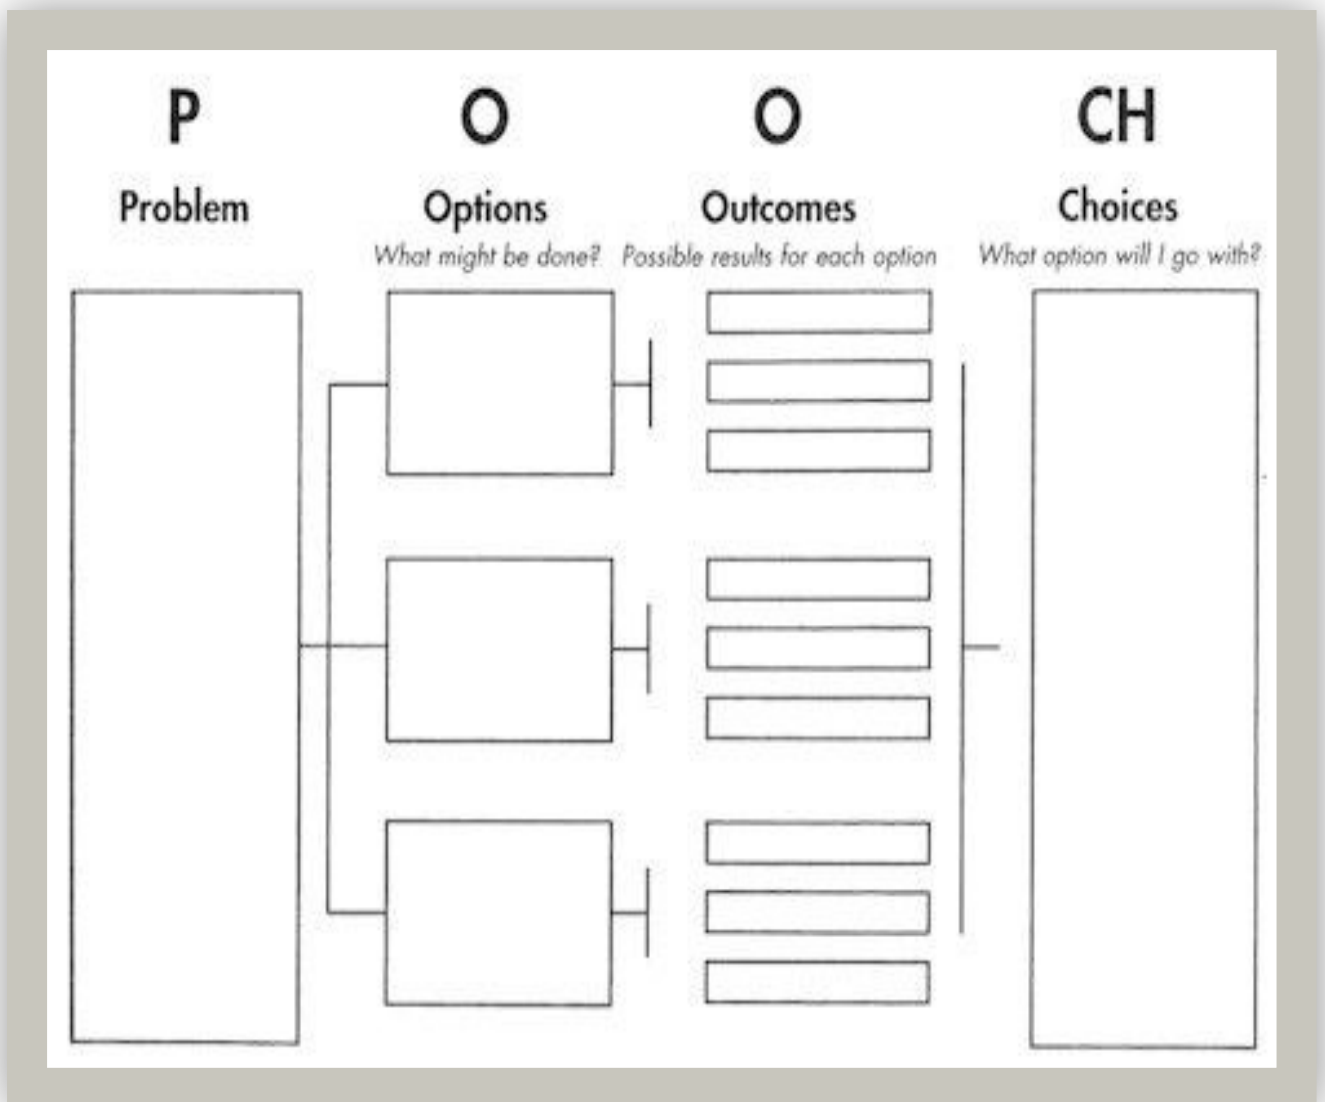 P O O CH
Problem Options Outcomes Choices
What might be done? Possible results for each option What option will I go with?